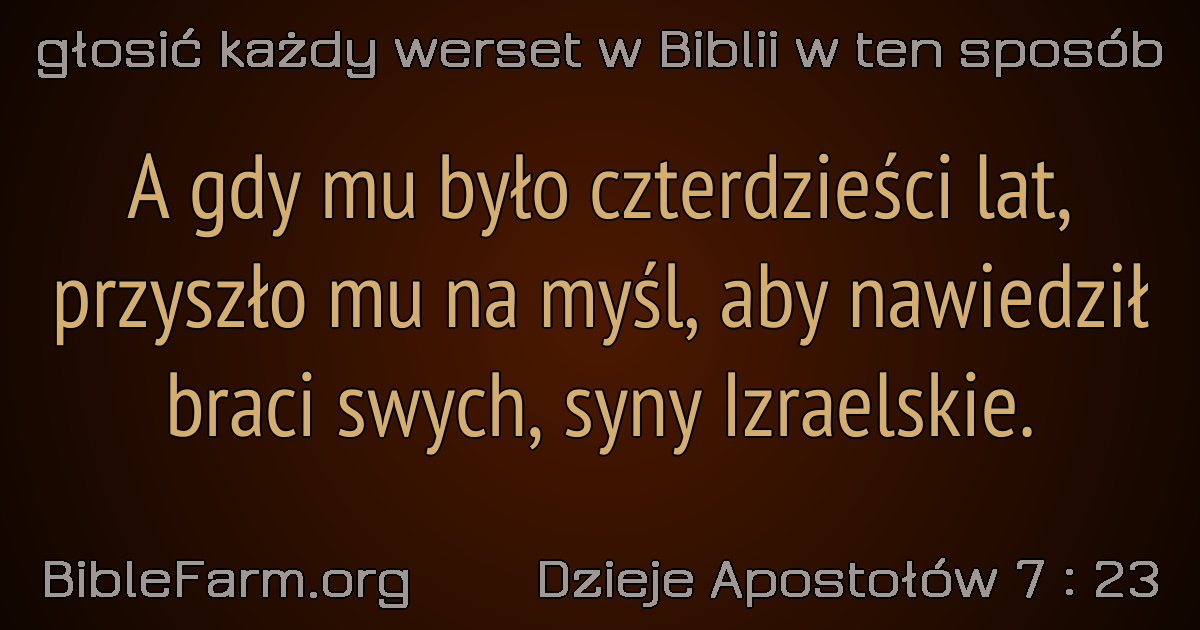 głosić każdy werset w Biblii w ten sposób
A gdy mu było czterdzieści lat,
przyszło mu na myśl, aby nawiedził
braci swych, syny Izraelskie.
BibleFarm.org
Dzieje Apostołów 7 : 23